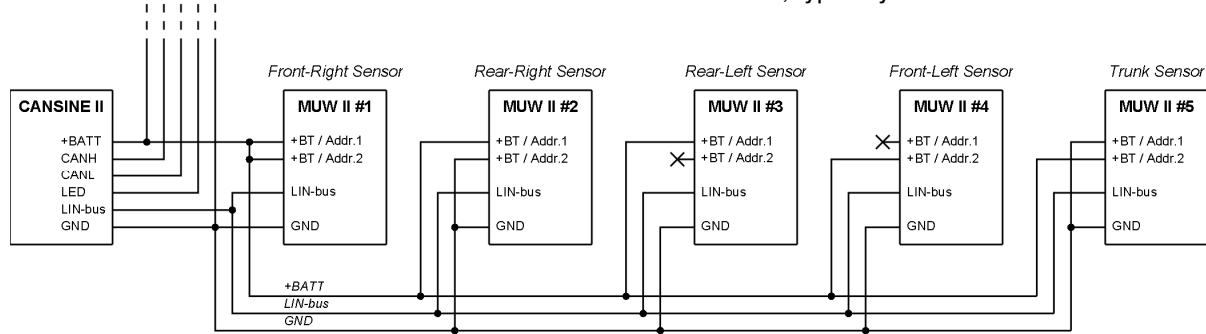 Front-Right Sensor
Rear-Right Sensor
Rear-Left Sensor
Front-Left Sensor
Trunk Sensor
CANSINE II
+BATT
CANH
CANL
LED
LIN-bus
GND
MUW II #1
+BT / Addr.1
+BT / Addr.2
LIN-bus
GND
MUW II #2
+BT / Addr.1
+BT / Addr.2
LIN-bus
GND
MUW II #3
+BT / Addr.1
+BT / Addr.2
LIN-bus
GND
MUW II #4
+BT / Addr.1
+BT / Addr.2
LIN-bus
GND
MUW II #5
+BT / Addr.1
+BT / Addr.2
LIN-bus
GND
+BATT
LIN-bus
GND